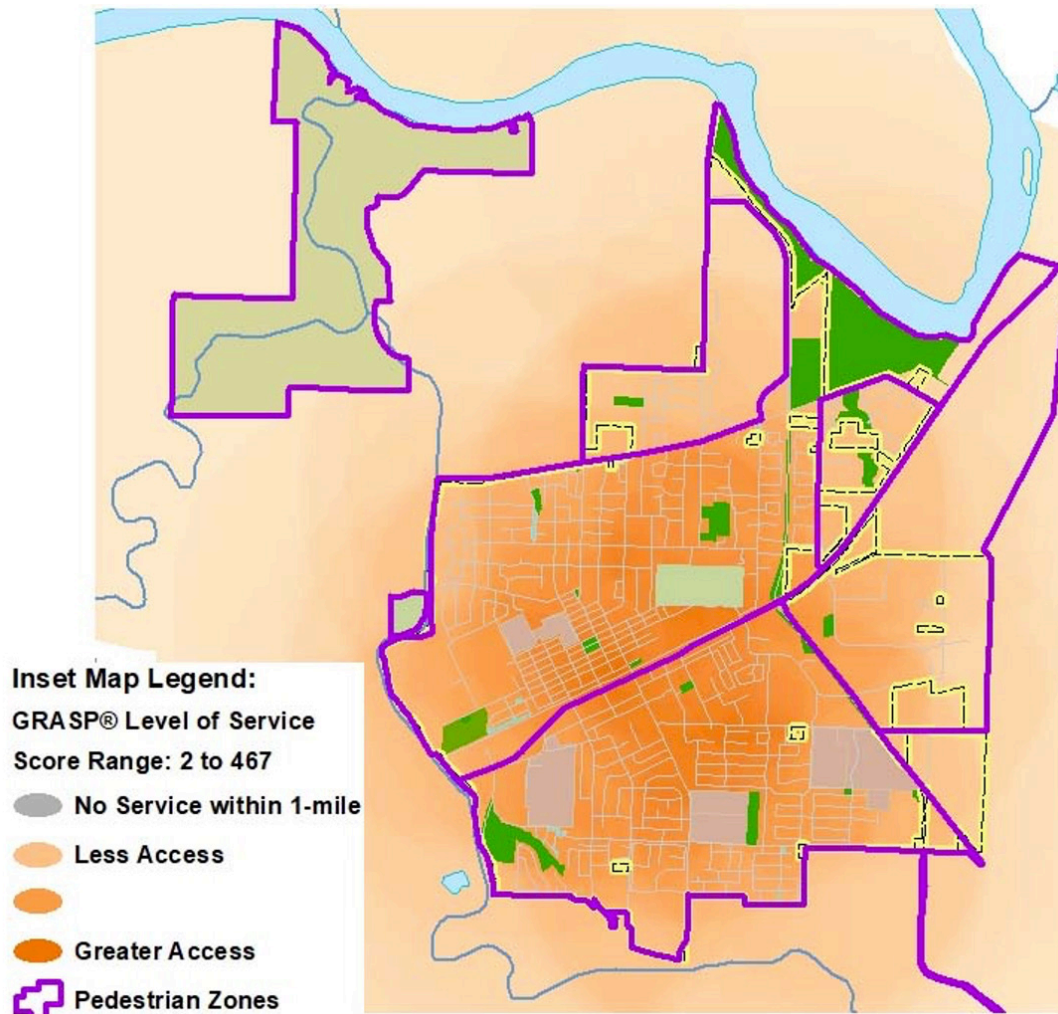 Inset Map Legend:
GRASP® Level of Service
Score Range: 2 to 467
No Service within 1-mile
Less Access
Greater Access
Pedestrian Zones